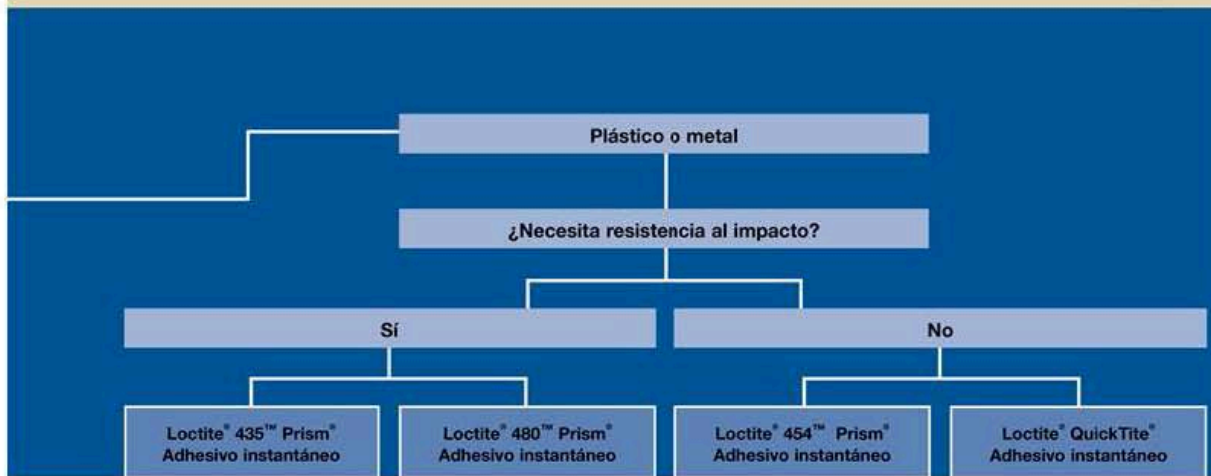 Plástico o metal
¿Necesita resistencia al impacto?
Sí
No
Loctite® 435™ Prism®
Adhesivo instantáneo
Loctite® 480™ Prism®
Adhesivo instantáneo
Loctite® 454™ Prism®
Adhesivo instantáneo
Loctite® QuickTite®
Adhesivo instantáneo